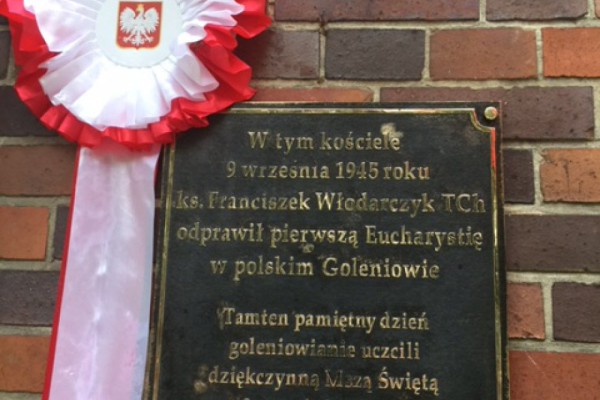 W tym kościele
9 września 1945 roku
ks. Franciszek Włodarczyk TCh
odprawił pierwszą Eucharystię
w polskim Goleniowie
Tamten pamiętny dzień
goleniowianie uczcili
dziękczynną Mszą Świętą